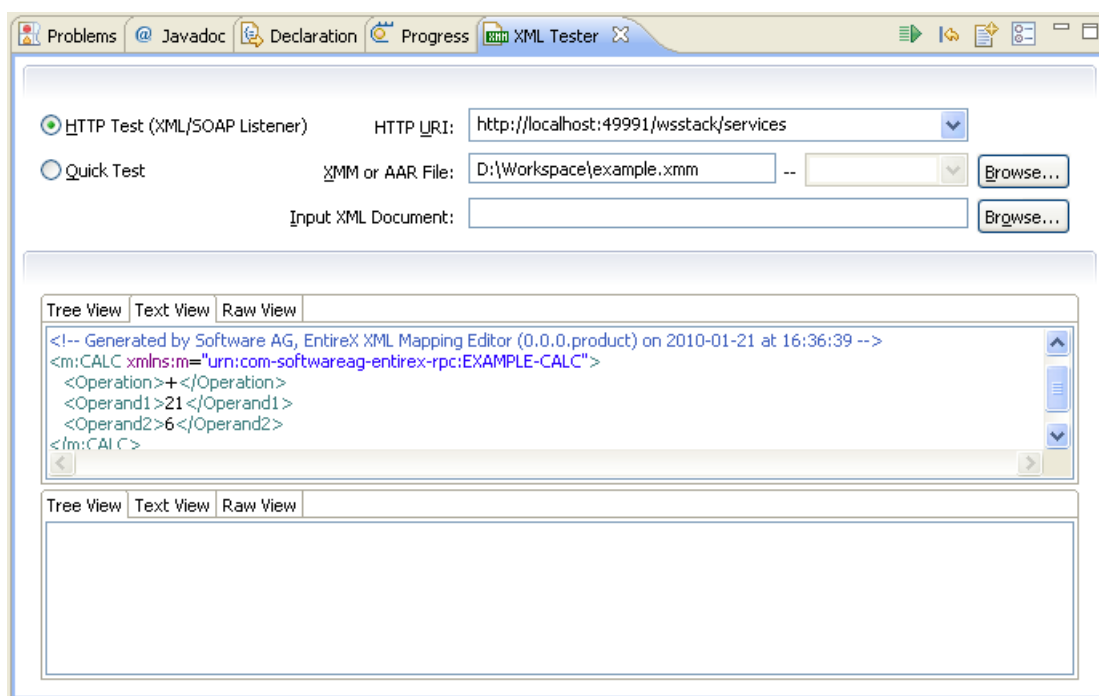 Problems @ Javadoc Declaration Progress XML Tester
HTTP Test (XML/SOAP Listener) HTTP URI: http://localhost:49991/wsstack/services
Quick Test XMM or AAR File: D:\Workspace\example.xmm -- Browse...
Input XML Document: Browse...
Tree View Text View Raw View
<!-- Generated by Software AG, EntireX XML Mapping Editor (0.0.0.product) on 2010-01-21 at 16:36:39 -->
<m:CALC xmlns:m="urn:com-softwareag-entirex-rpc:EXAMPLE-CALC">
<Operation>+</Operation>
<Operand1>21</Operand1>
<Operand2>6</Operand2>
</m:CALC>
Tree View Text View Raw View